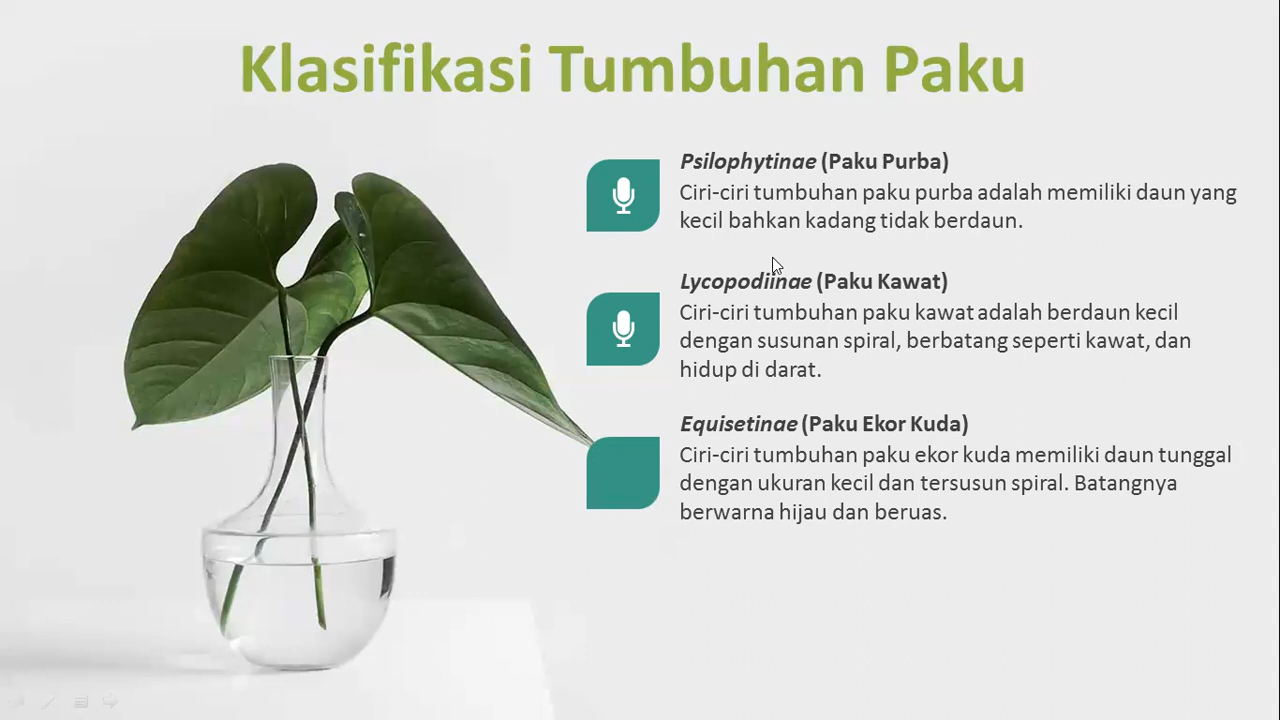 Klasifikasi Tumbuhan Paku
Psilophytinae (Paku Purba)
Ciri-ciri tumbuhan paku purba adalah memiliki daun yang
kecil bahkan kadang tidak berdaun.
Lycopodiinae (Paku Kawat)
Ciri-ciri tumbuhan paku kawat adalah berdaun kecil
dengan susunan spiral, berbatang seperti kawat, dan
hidup di darat.
Equisetinae (Paku Ekor Kuda)
Ciri-ciri tumbuhan paku ekor kuda memiliki daun tunggal
dengan ukuran kecil dan tersusun spiral. Batangnya
berwarna hijau dan beruas.